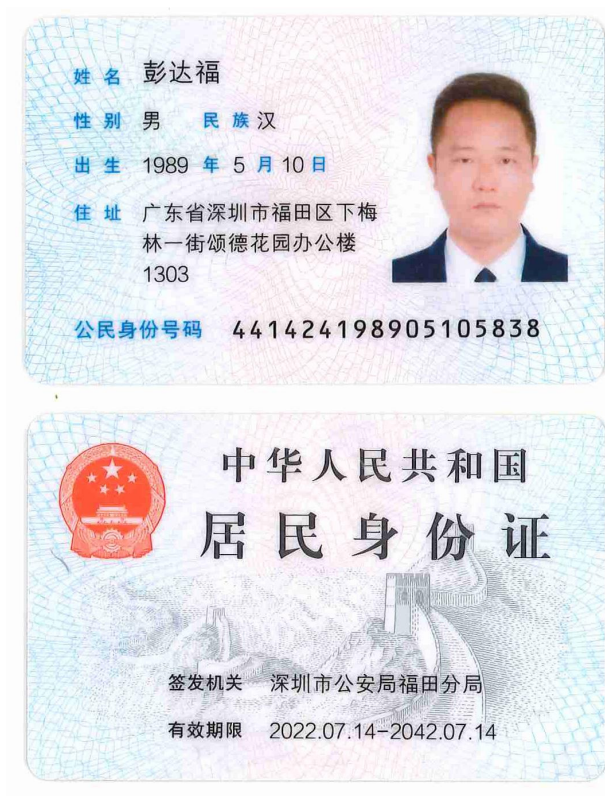 姓名 彭达福
性别 男 民族 汉
出生 1989 年 5 月 10 日
住址 广东省深圳市福田区下梅
林一街颂德花园办公楼
1303
公民身份号码 441424198905105838
中华人民共和国
居民身份证
签发机关 深圳市公安局福田分局
有效期限 2022.07.14-2042.07.14